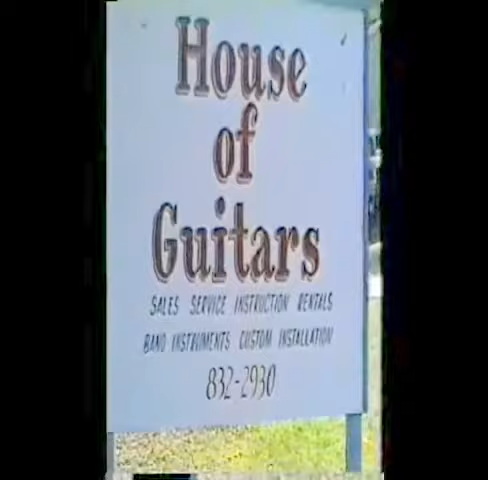 House
of
Guitars
SALES SERVICE INSTRUCTION RENTALS
BAND INSTRUMENTS CUSTOM INSTALLATION
832-2930